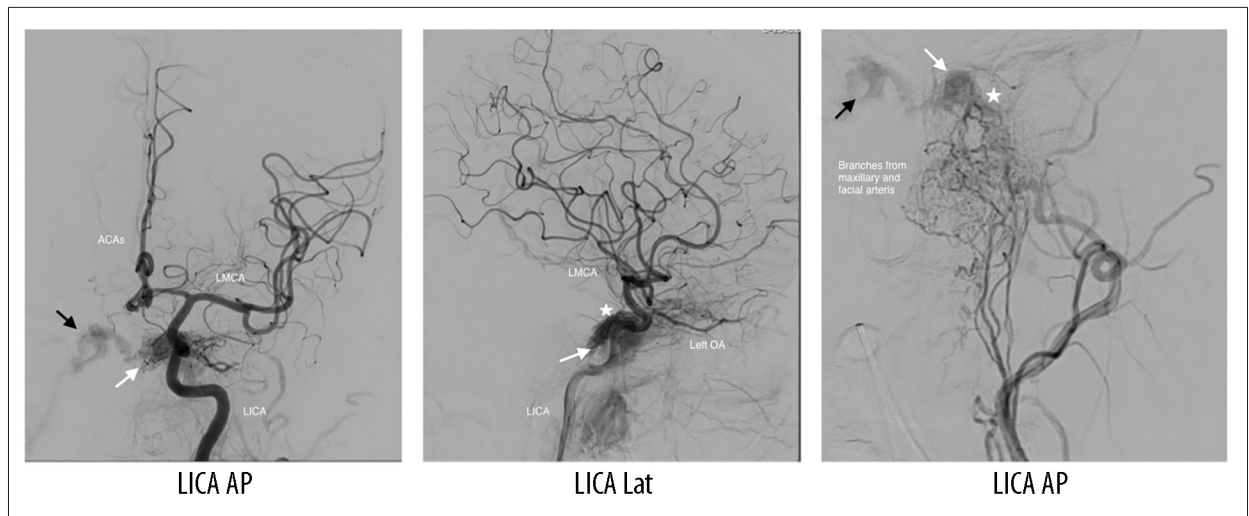 ACAs
LMCA
LICA
LMCA
Left OA
LICA
Branches from
maxillary and
facial arteris
LICA AP
LICA Lat
LICA AP